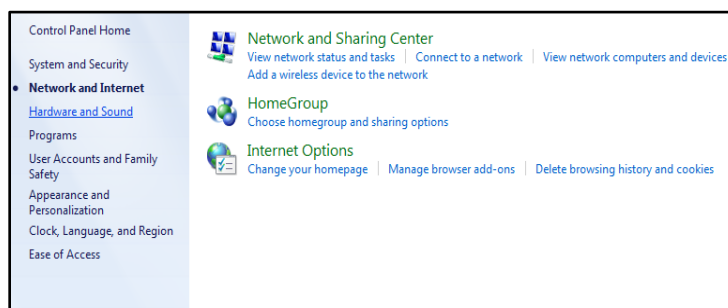 Control Panel Home
System and Security
Network and Internet
Hardware and Sound
Programs
User Accounts and Family
Safety
Appearance and
Personalization
Clock, Language, and Region
Ease of Access
Network and Sharing Center
View network status and tasks | Connect to a network | View network computers and devices
Add a wireless device to the network
HomeGroup
Choose homegroup and sharing options
Internet Options
Change your homepage | Manage browser add-ons | Delete browsing history and cookies